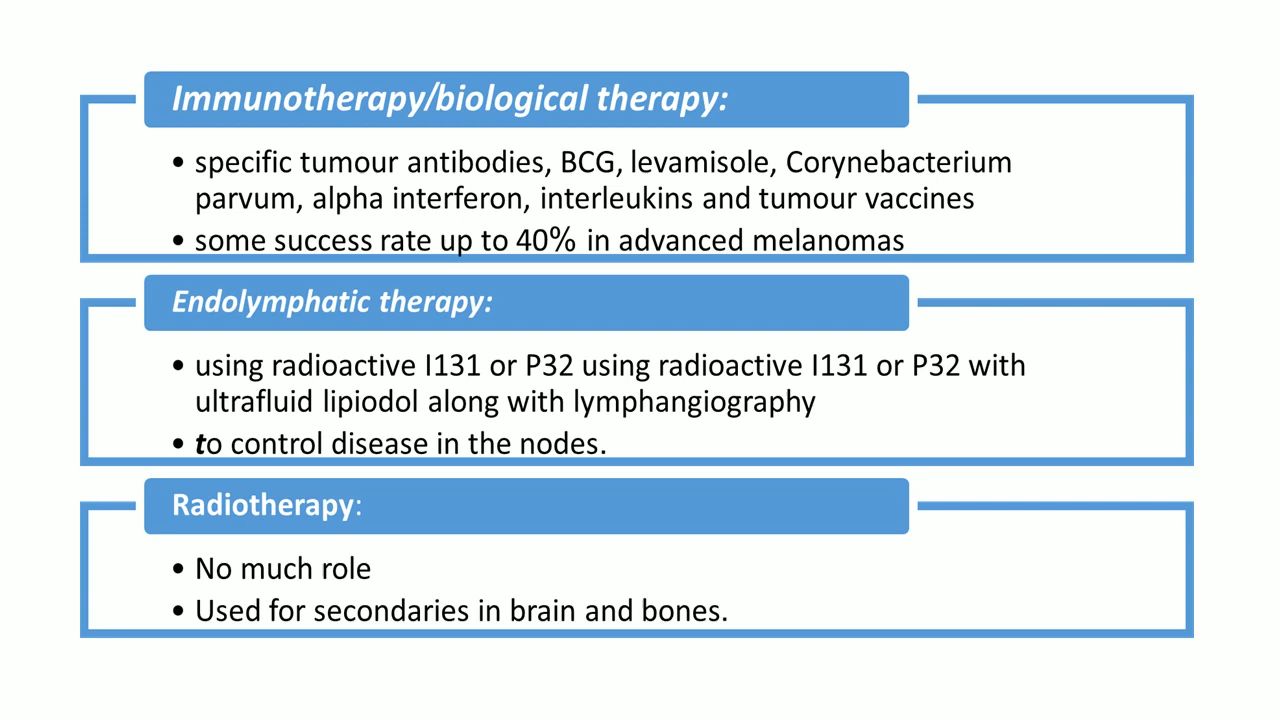 Immunotherapy/biological therapy:
• specific tumour antibodies, BCG, levamisole, Corynebacterium
parvum, alpha interferon, interleukins and tumour vaccines
• some success rate up to 40% in advanced melanomas
Endolymphatic therapy:
• using radioactive I131 or P32 using radioactive I131 or P32 with
ultrafluid lipiodol along with lymphangiography
• to control disease in the nodes.
Radiotherapy:
• No much role
• Used for secondaries in brain and bones.